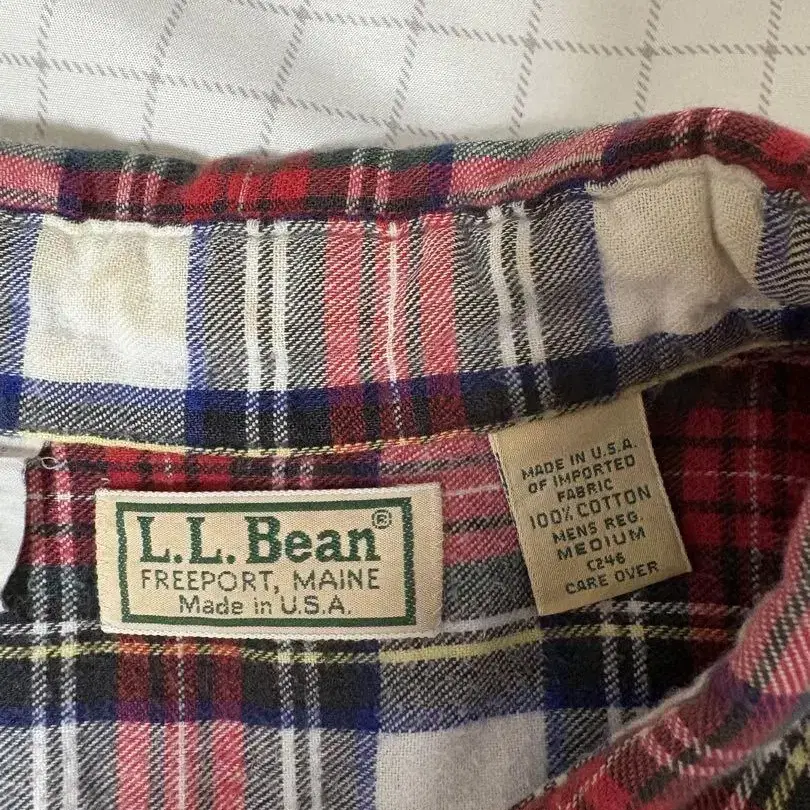 L.L.Bean®
FREEPORT, MAINE
Made in U.S.A.
MADE IN U.S.A.
OF IMPORTED
FABRIC
100% COTTON
MENS REG.
MEDIUM
C246
CARE OVER